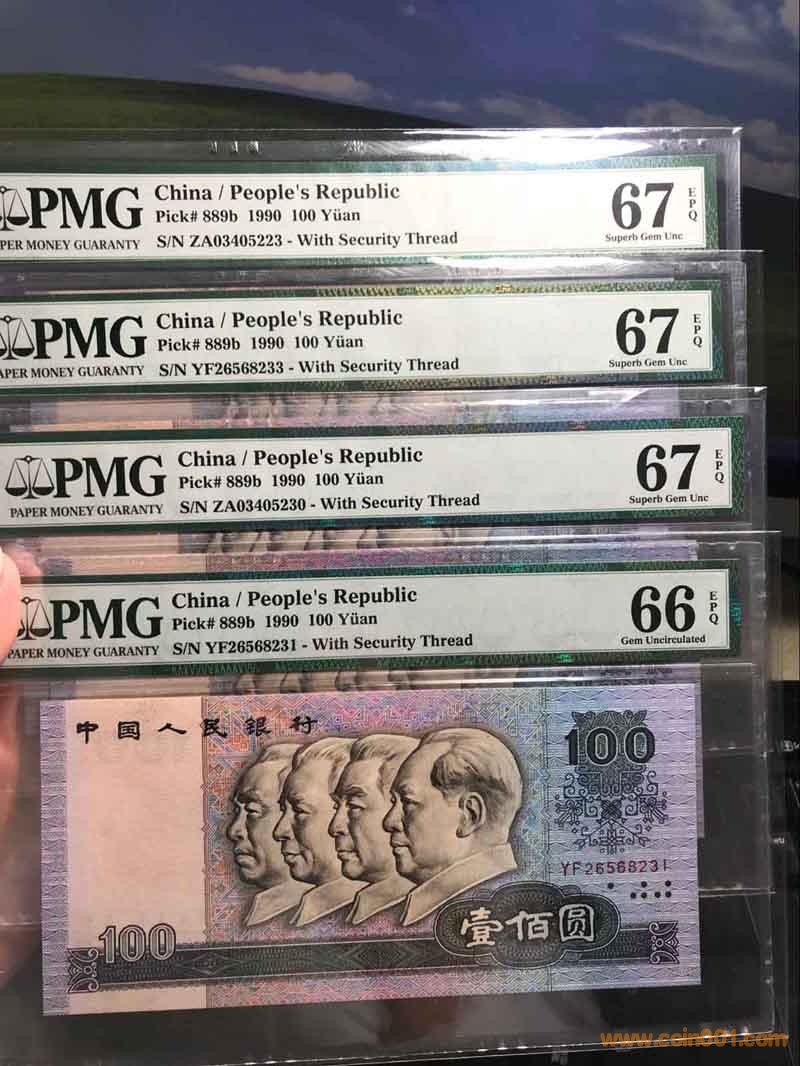 PMG China / People's Republic
Pick# 889b 1990 100 Yüan
PER MONEY GUARANTY S/N ZA03405223 - With Security Thread
67 EPQ
Superb Gem Unc
PMG China / People's Republic
Pick# 889b 1990 100 Yüan
APER MONEY GUARANTY S/N YF26568233 - With Security Thread
67 EPQ
Superb Gem Unc
PMG China / People's Republic
Pick# 889b 1990 100 Yüan
PAPER MONEY GUARANTY S/N ZA03405230 - With Security Thread
67 EPQ
Superb Gem Unc
PMG China / People's Republic
Pick# 889b 1990 100 Yüan
PAPER MONEY GUARANTY S/N YF26568231 - With Security Thread
66 EPQ
Gem Uncirculated
中国人民银行
100
YF26568231
100
壹佰圆
www.coin001.com